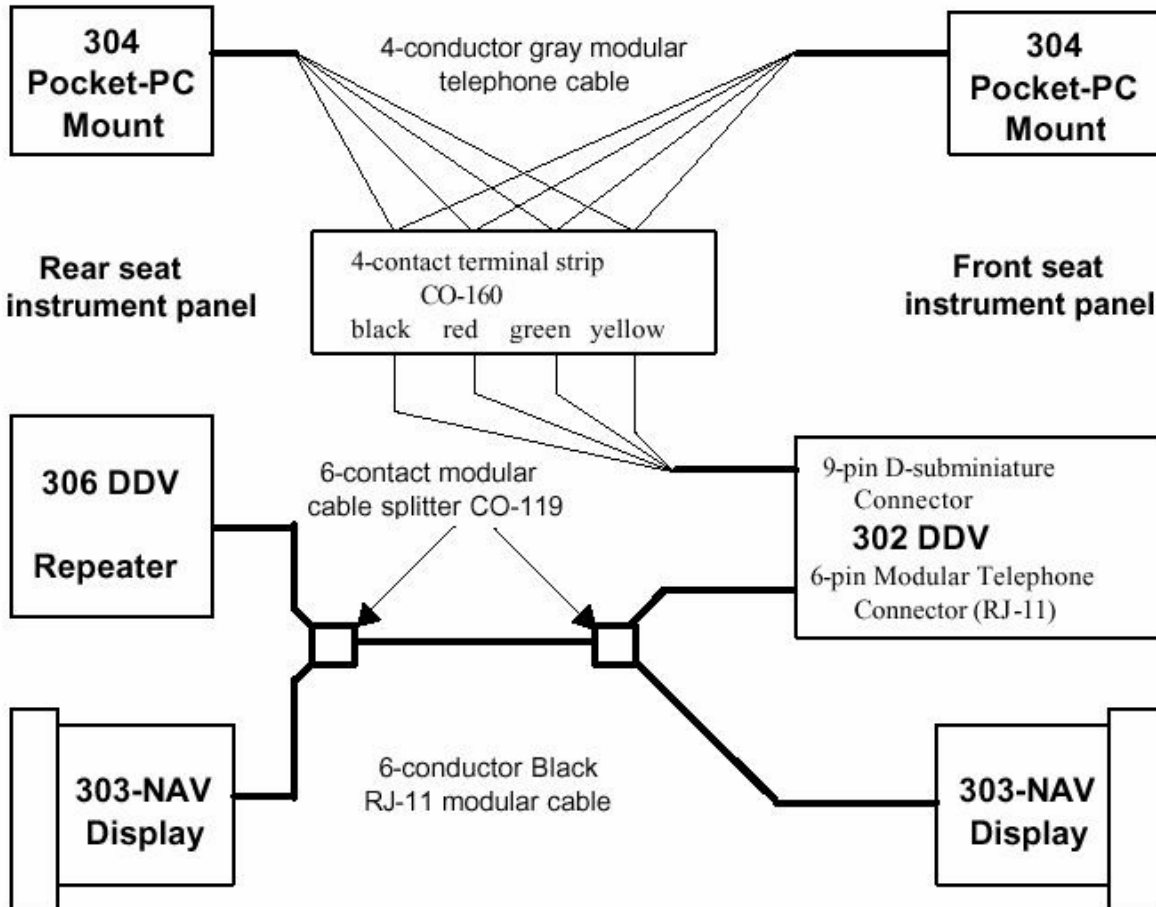 304
Pocket-PC
Mount
4-conductor gray modular
telephone cable
304
Pocket-PC
Mount
Rear seat
instrument panel
4-contact terminal strip
CO-160
black red green yellow
Front seat
instrument panel
306 DDV
Repeater
6-contact modular
cable splitter CO-119
9-pin D-subminiature
Connector
302 DDV
6-pin Modular Telephone
Connector (RJ-11)
303-NAV
Display
6-conductor Black
RJ-11 modular cable
303-NAV
Display